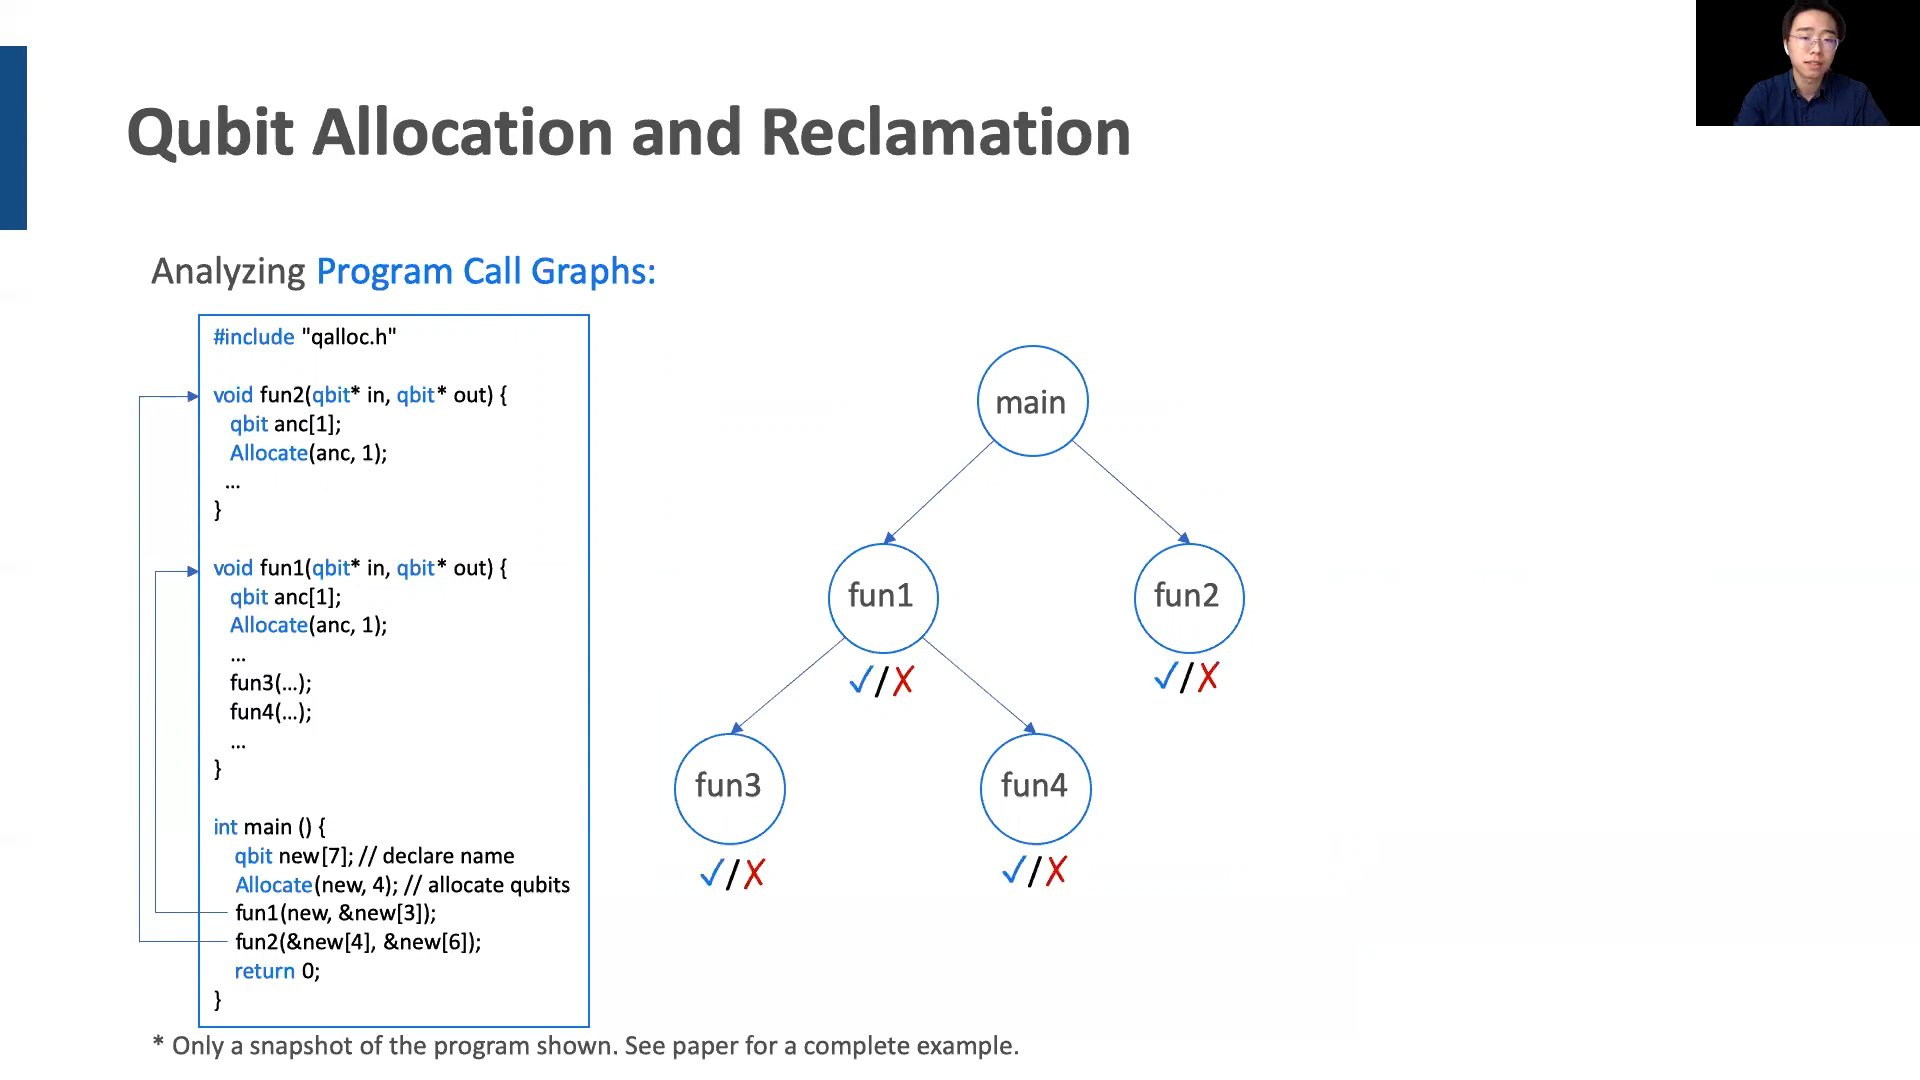 Qubit Allocation and Reclamation
Analyzing Program Call Graphs:
#include "qalloc.h"
void fun2(qbit* in, qbit* out) {
qbit anc[1];
Allocate(anc, 1);
...
}
void fun1(qbit* in, qbit* out) {
qbit anc[1];
Allocate(anc, 1);
...
fun3(...);
fun4(...);
...
}
int main () {
qbit new[7]; // declare name
Allocate(new, 4); // allocate qubits
fun1(new, &new[3]);
fun2(&new[4], &new[6]);
return 0;
}
* Only a snapshot of the program shown. See paper for a complete example.
main
fun1
fun2
✓/✗
✓/✗
fun3
fun4
✓/✗
✓/✗